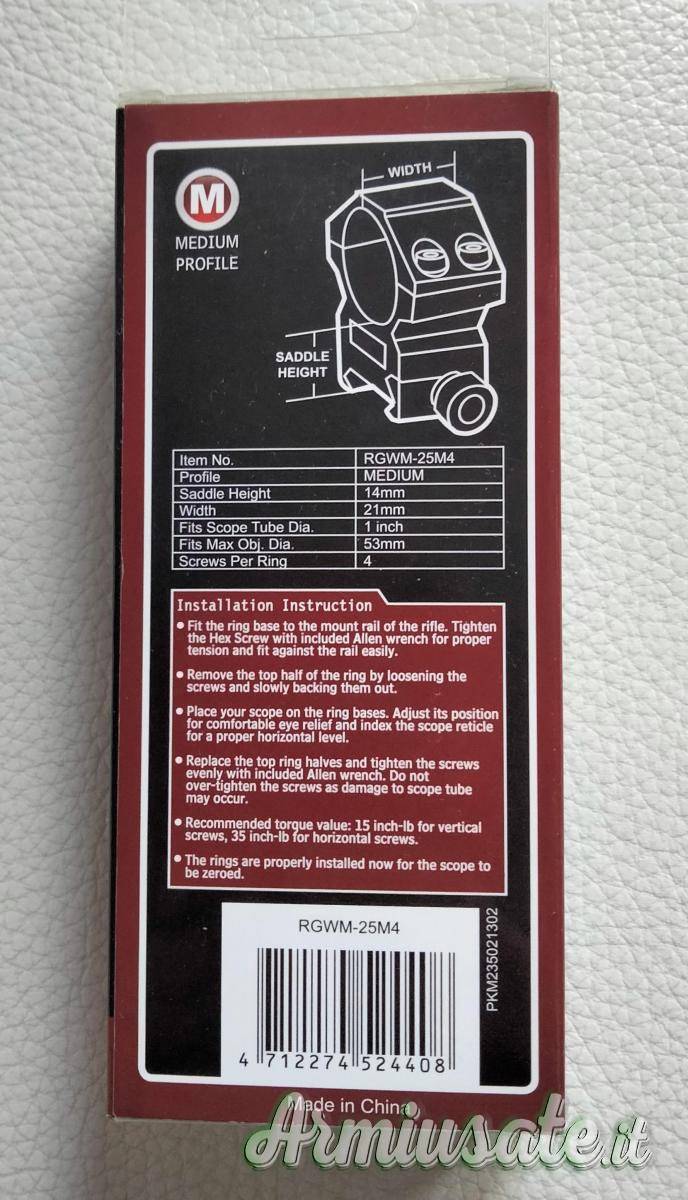 M
MEDIUM
PROFILE
WIDTH
SADDLE
HEIGHT
Item No. RGWM-25M4
Profile MEDIUM
Saddle Height 14mm
Width 21mm
Fits Scope Tube Dia. 1 inch
Fits Max Obj. Dia. 53mm
Screws Per Ring 4
Installation Instruction
• Fit the ring base to the mount rail of the rifle. Tighten
the Hex Screw with included Allen wrench for proper
tension and fit against the rail easily.
• Remove the top half of the ring by loosening the
screws and slowly backing them out.
• Place your scope on the ring bases. Adjust its position
for comfortable eye relief and index the scope reticle
for a proper horizontal level.
• Replace the top ring halves and tighten the screws
evenly with included Allen wrench. Do not
over-tighten the screws as damage to scope tube
may occur.
• Recommended torque value: 15 inch-lb for vertical
screws, 35 inch-lb for horizontal screws.
• The rings are properly installed now for the scope to
be zeroed.
RGWM-25M4
4 712274 524408
PKM235021302
Made in China
Armiusate.it